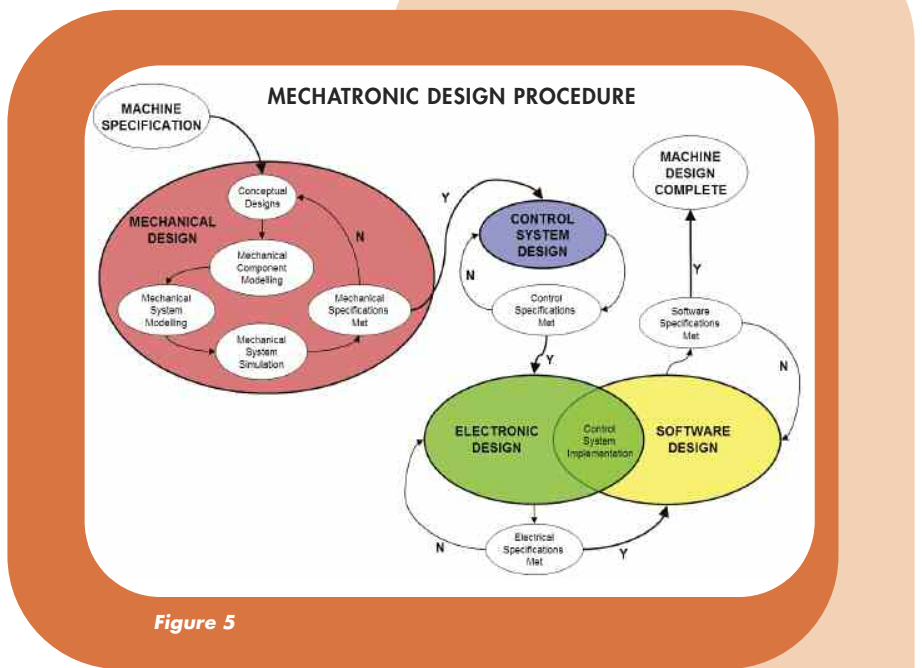 MECHATRONIC DESIGN PROCEDURE
MACHINE
SPECIFICATION
MECHANICAL
DESIGN
Conceptual
Designs
N
Mechanical
Component
Modelling
Mechanical
System
Modelling
Mechanical
System
Simulation
Mechanical
Specifications
Met
Y
CONTROL
SYSTEM
DESIGN
N
Control
Specifications
Met
Y
ELECTRONIC
DESIGN
Control
System
Implementation
SOFTWARE
DESIGN
N
Electrical
Specifications
Met
Y
Software
Specifications
Met
N
Y
MACHINE
DESIGN
COMPLETE
Figure 5